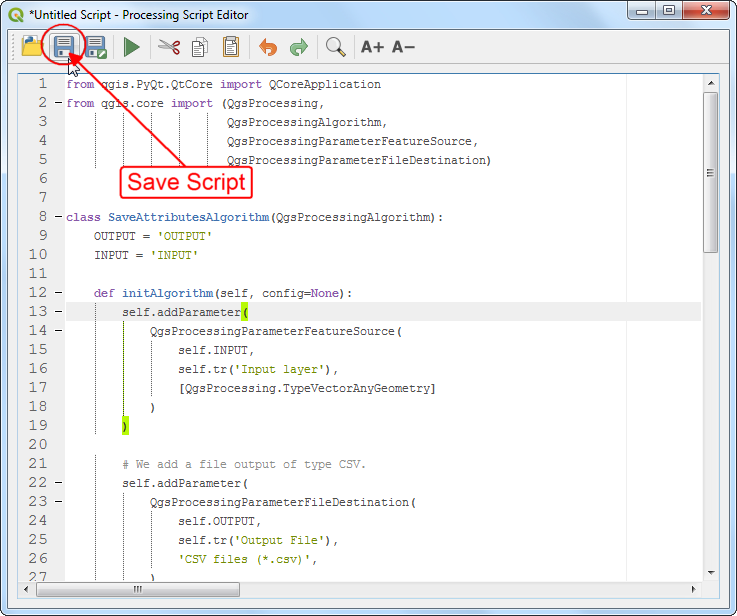 *Untitled Script - Processing Script Editor
A+ A−
1 from qgis.PyQt.QtCore import QCoreApplication
2 from qgis.core import (QgsProcessing,
3 QgsProcessingAlgorithm,
4 QgsProcessingParameterFeatureSource,
5 QgsProcessingParameterFileDestination)
6
Save Script
7
8 class SaveAttributesAlgorithm(QgsProcessingAlgorithm):
9 OUTPUT = 'OUTPUT'
10 INPUT = 'INPUT'
11
12 def initAlgorithm(self, config=None):
13 self.addParameter(
14 QgsProcessingParameterFeatureSource(
15 self.INPUT,
16 self.tr('Input layer'),
17 [QgsProcessing.TypeVectorAnyGeometry]
18 )
19 )
20
21 # We add a file output of type CSV.
22 self.addParameter(
23 QgsProcessingParameterFileDestination(
24 self.OUTPUT,
25 self.tr('Output File'),
26 'CSV files (*.csv)',
27 )